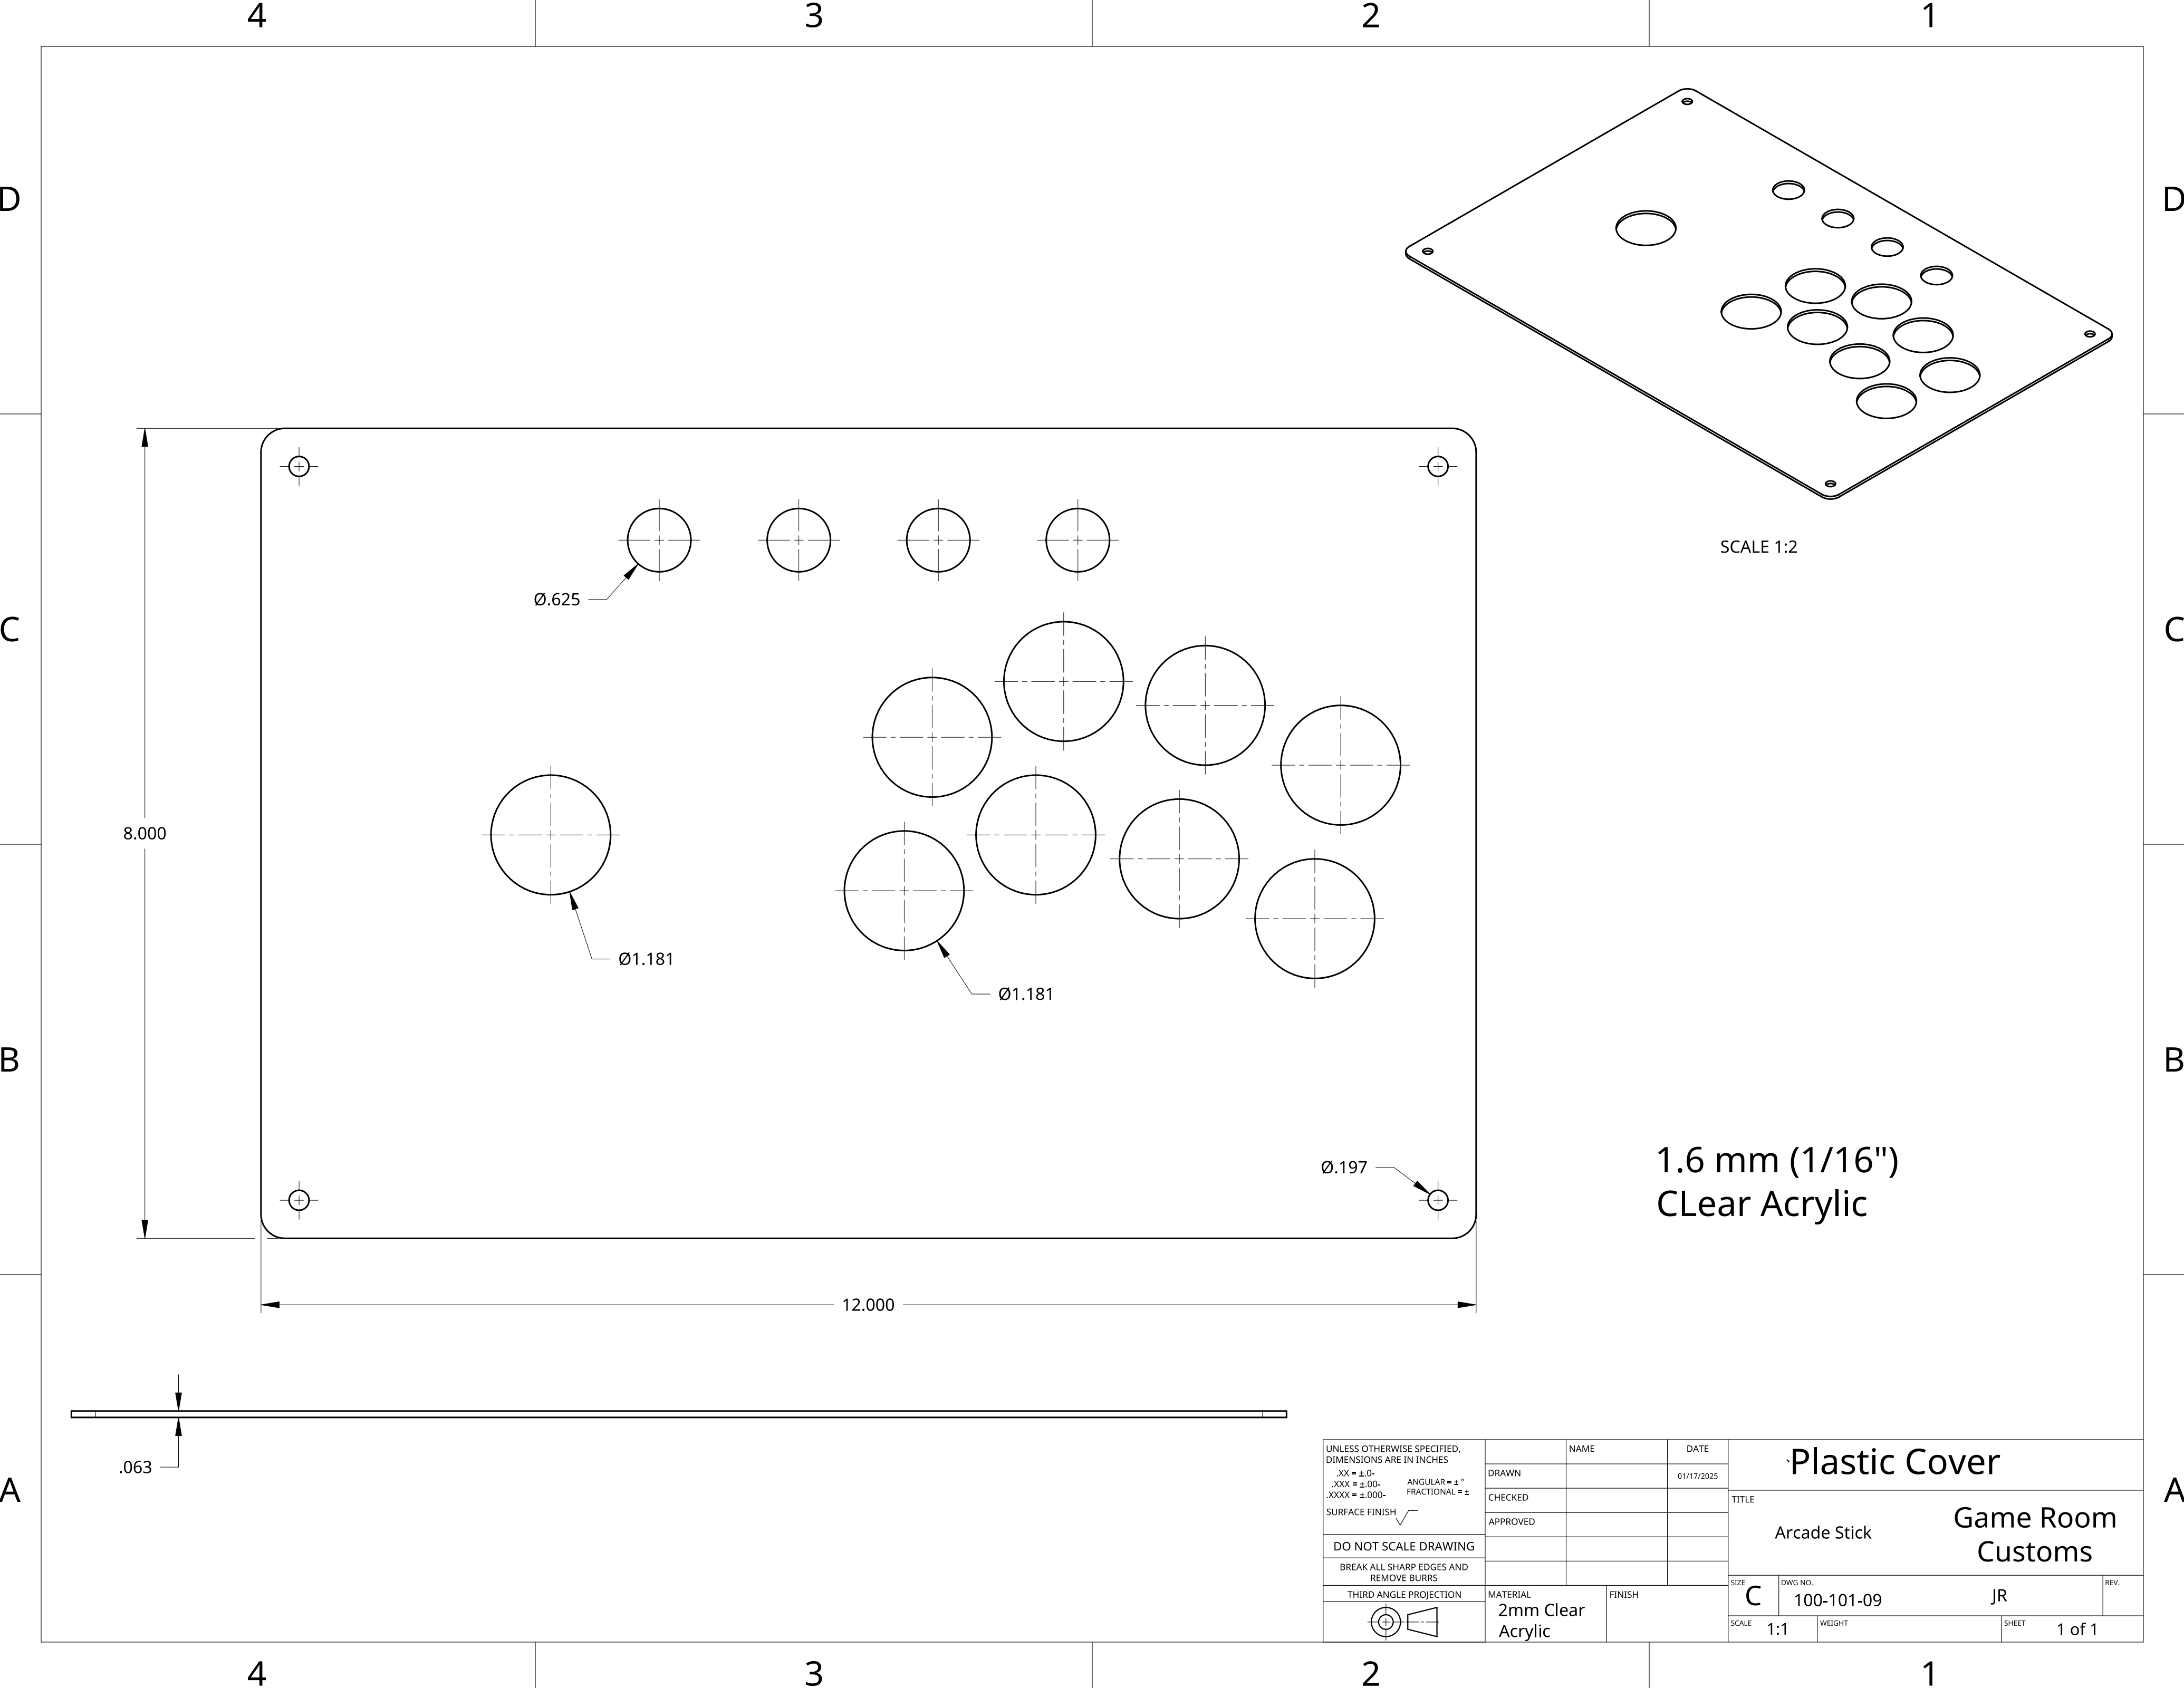 4 3 2 1
D D
SCALE 1:2
Ø.625
C C
8.000
Ø1.181
Ø1.181
B B
Ø.197
1.6 mm (1/16")
CLear Acrylic
12.000
.063
A A
UNLESS OTHERWISE SPECIFIED,
DIMENSIONS ARE IN INCHES
.XX = ±.0-
.XXX = ±.00-
.XXXX = ±.000-
ANGULAR = ± °
FRACTIONAL = ±
SURFACE FINISH
DO NOT SCALE DRAWING
BREAK ALL SHARP EDGES AND
REMOVE BURRS
THIRD ANGLE PROJECTION
NAME DATE
DRAWN 01/17/2025
CHECKED
APPROVED
MATERIAL
2mm Clear
Acrylic
FINISH
`Plastic Cover
TITLE
Arcade Stick
Game Room
Customs
SIZE C
DWG NO.
100-101-09 JR
REV.
SCALE 1:1
WEIGHT
SHEET 1 of 1
4 3 2 1